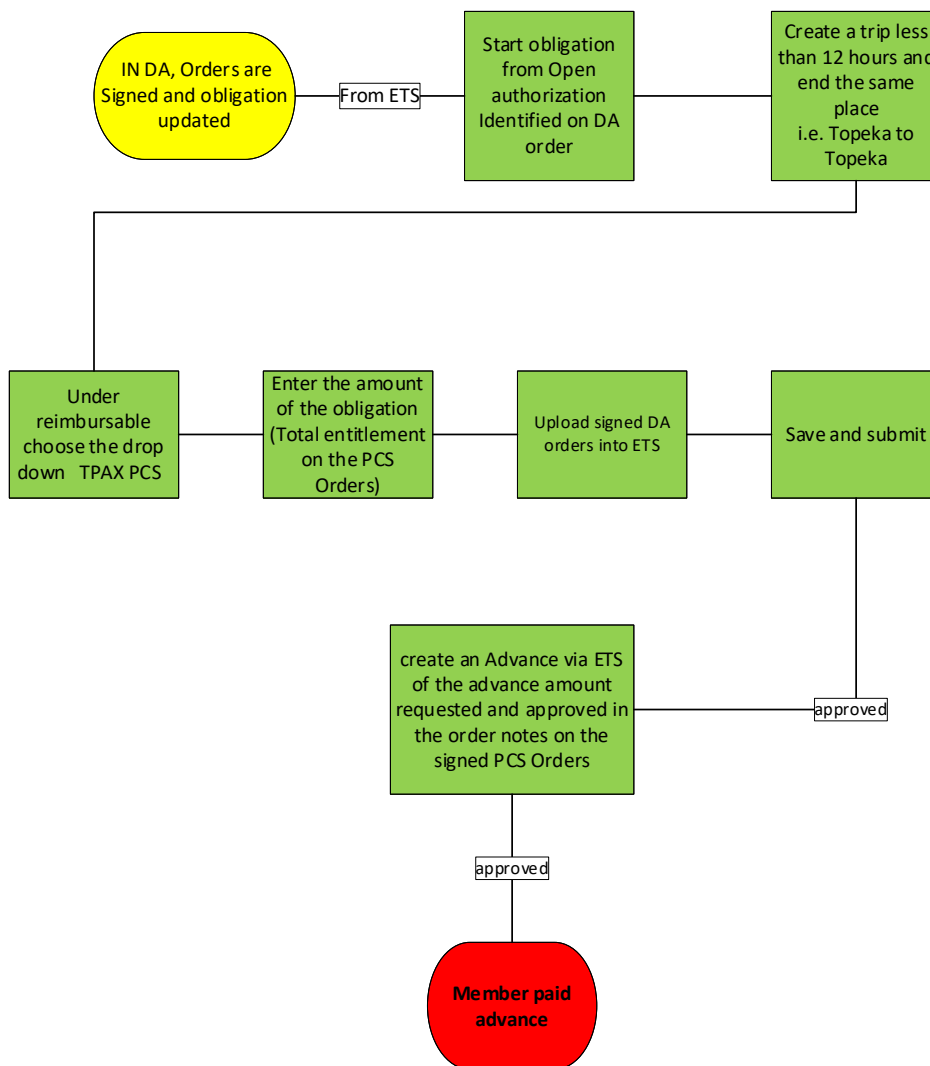 IN DA, Orders are
Signed and obligation
updated
From ETS
Start obligation
from Open
authorization
Identified on DA
order
Create a trip less
than 12 hours and
end the same
place
i.e. Topeka to
Topeka
Under
reimbursable
choose the drop
down TPAX PCS
Enter the amount
of the obligation
(Total entitlement
on the PCS
Orders)
Upload signed DA
orders into ETS
Save and submit
approved
create an Advance via ETS
of the advance amount
requested and approved in
the order notes on the
signed PCS Orders
approved
Member paid
advance